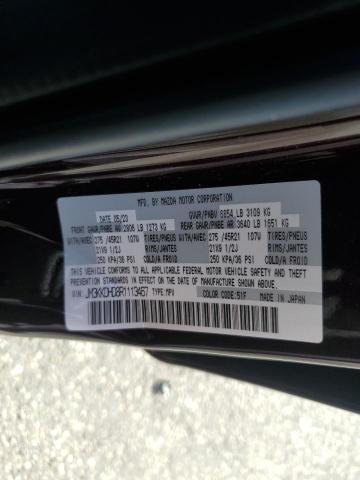 MFD. BY MAZDA MOTOR CORPORATION
DATE 05/23 GVWR/PNBV 6854 LB 3109 KG
FRONT GAWR/PNBE AV 2806 LB 1273 KG REAR GAWR/PNBE AR 3640 LB 1651 KG
275 /45R21 107W TIRES/PNEUS 275 /45R21 107W TIRES/PNEUS
21X9 1/2J RIMS/JANTES 21X9 1/2J RIMS/JANTES
250 KPA/36 PSI COLD/A FROID 250 KPA/36 PSI COLD/A FROID
THIS VEHICLE CONFORMS TO ALL APPLICABLE FEDERAL MOTOR VEHICLE
SAFETY, BUMPER, AND THEFT PREVENTION STANDARDS IN EFFECT ON THE DATE OF
MANUFACTURE SHOWN ABOVE.
VIN: TYPE: MPV COLOR CODE: 51F MADE IN JAPAN